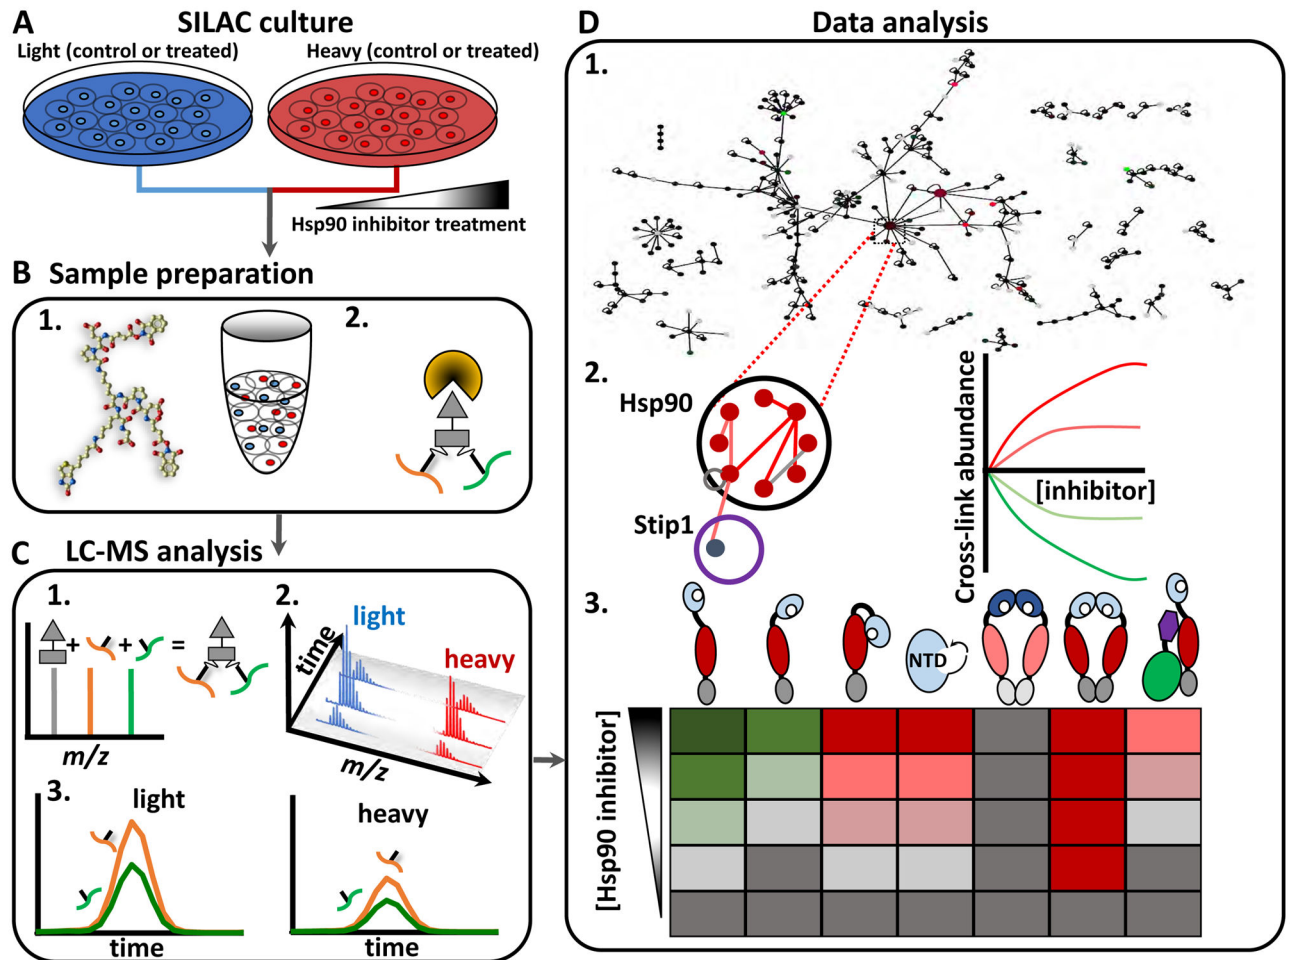 A SILAC culture
Light (control or treated)
Heavy (control or treated)
Hsp90 inhibitor treatment
B Sample preparation
1.
2.
C LC-MS analysis
1.
+ + =
m/z
2.
time
light
heavy
m/z
3.
light
time
heavy
time
D Data analysis
1.
2.
Hsp90
Stip1
Cross-link abundance
[inhibitor]
3.
NTD
[Hsp90 inhibitor]